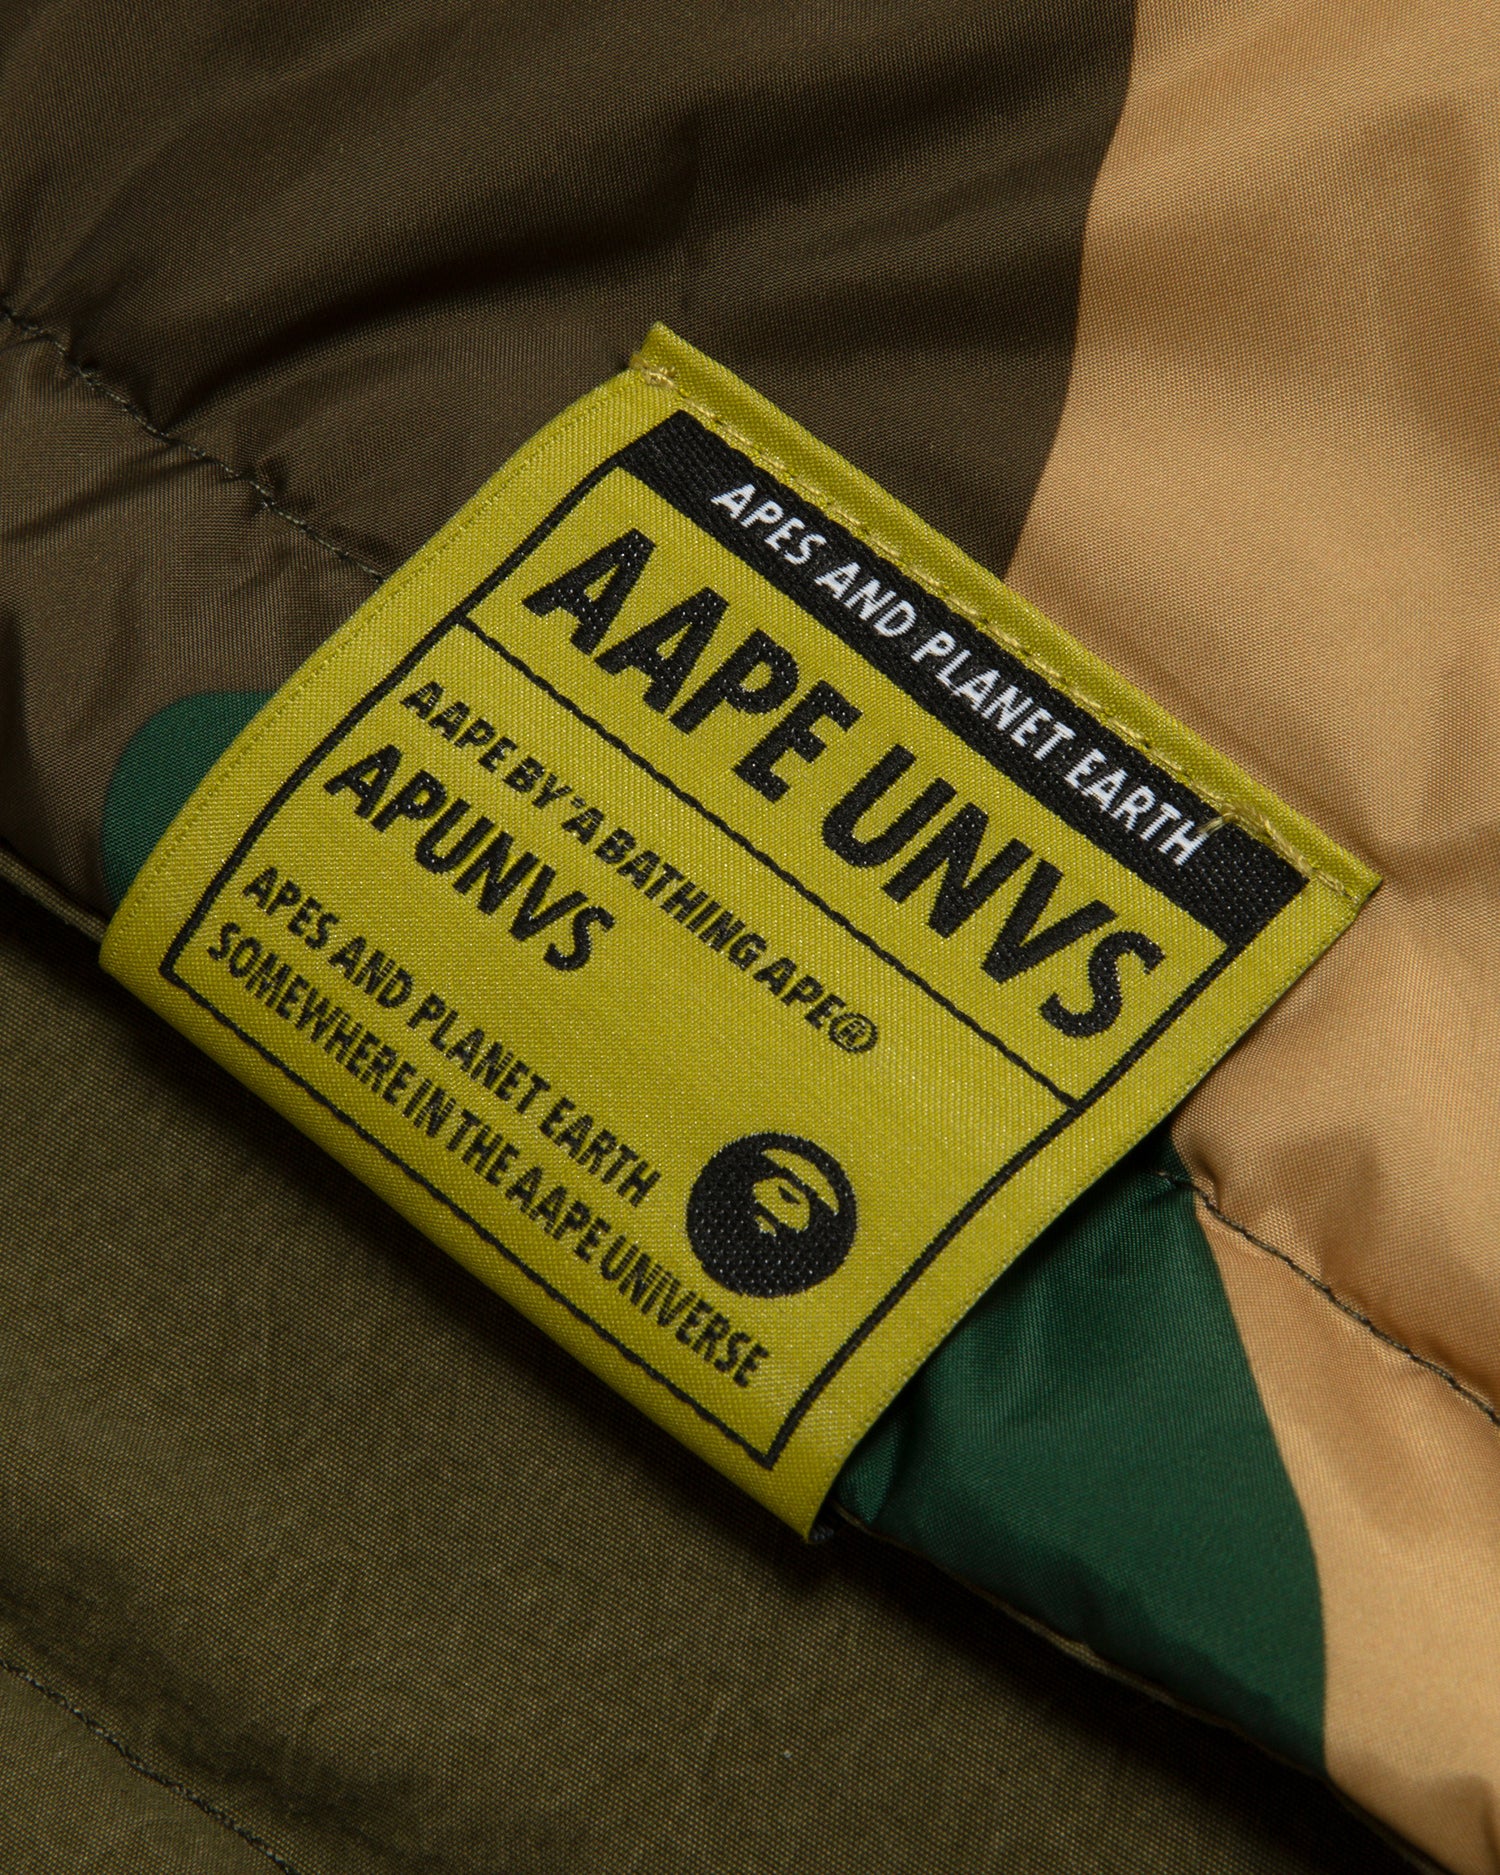 APES AND PLANET EARTH
AAPE UNVS
AAPE BY *A BATHING APE®
APUNVS
APES AND PLANET EARTH
SOMEWHERE IN THE AAPE UNIVERSE